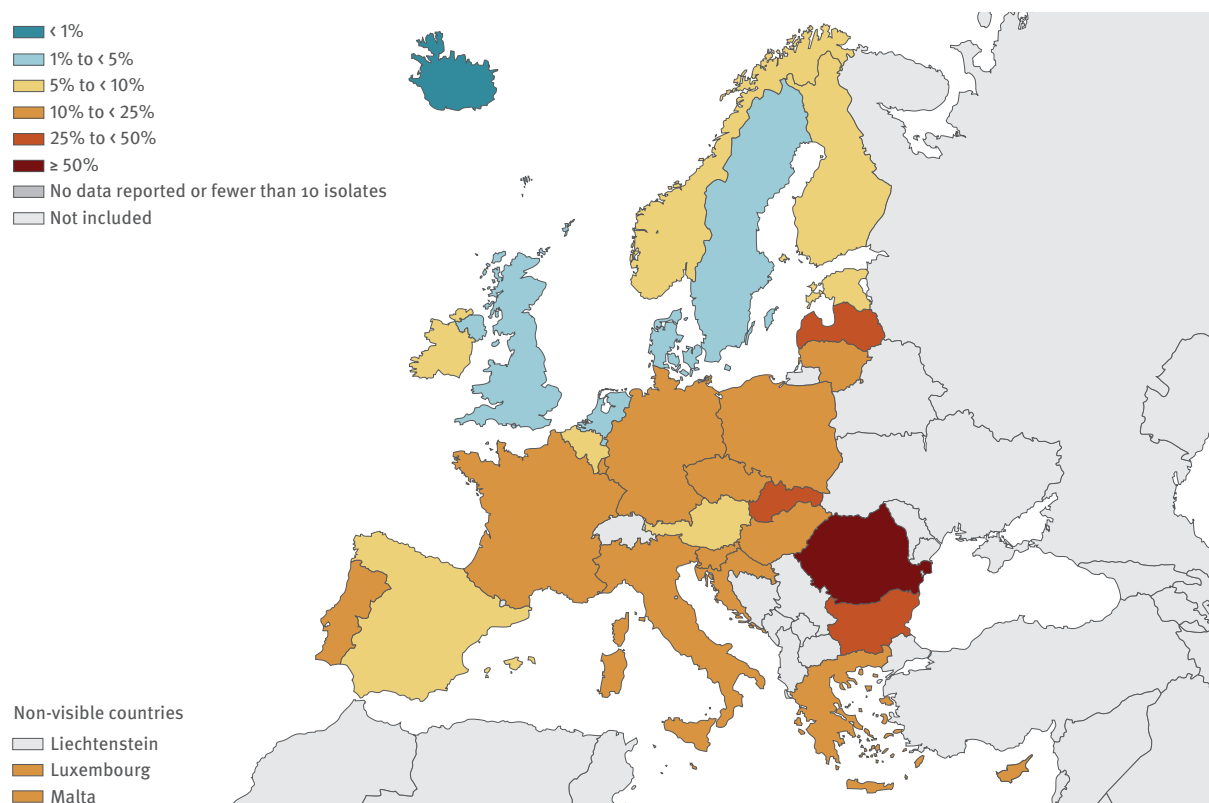 < 1%
1% to < 5%
5% to < 10%
10% to < 25%
25% to < 50%
≥ 50%
No data reported or fewer than 10 isolates
Not included
Non-visible countries
Liechtenstein
Luxembourg
Malta